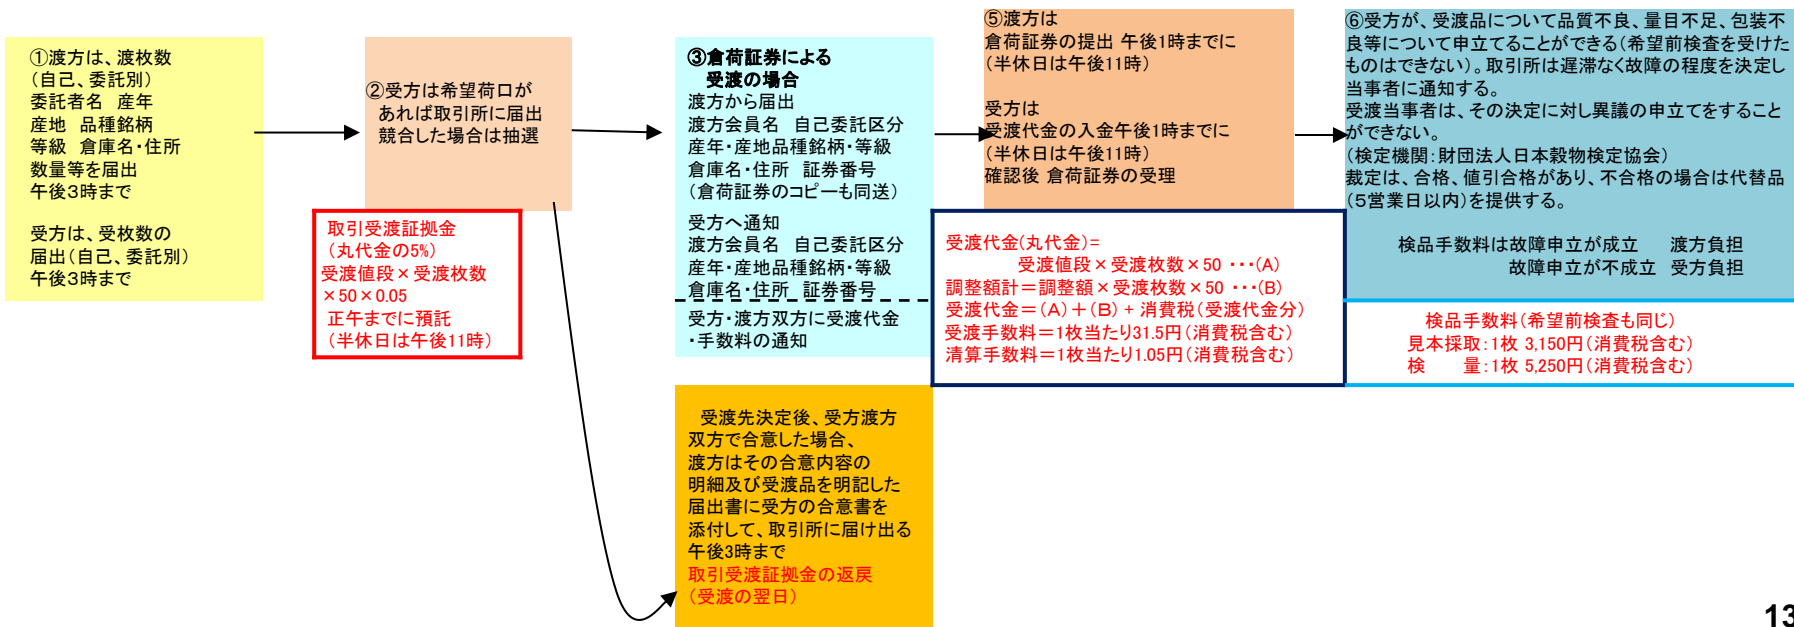 ①渡方は、渡枚数
(自己、委託別)
委託者名 産年
産地 品種銘柄
等級 倉庫名・住所
数量等を届出
午後3時まで
受方は、受枚数の
届出(自己、委託別)
午後3時まで
②受方は希望荷口が
あれば取引所に届出
競合した場合は抽選
取引受渡証拠金
(丸代金の5%)
受渡値段×受渡枚数
×50×0.05
正午までに預託
(半休日は午後11時)
③倉荷証券による
受渡の場合
渡方から届出
渡方会員名 自己委託区分
産年・産地品種銘柄・等級
倉庫名・住所 証券番号
(倉荷証券のコピーも同送)
受方へ通知
渡方会員名 自己委託区分
産年・産地品種銘柄・等級
倉庫名・住所 証券番号
受方・渡方双方に受渡代金
・手数料の通知
受渡先決定後、受方渡方
双方で合意した場合、
渡方はその合意内容の
明細及び受渡品を明記した
届出書に受方の合意書を
添付して、取引所に届け出る
午後3時まで
取引受渡証拠金の返戻
(受渡の翌日)
⑤渡方は
倉荷証券の提出 午後1時までに
(半休日は午後11時)
受方は
受渡代金の入金午後1時までに
(半休日は午後11時)
確認後 倉荷証券の受理
受渡代金(丸代金)=
受渡値段×受渡枚数×50 ・・・(A)
調整額計=調整額×受渡枚数×50 ・・・(B)
受渡代金=(A)+(B)+消費税(受渡代金分)
受渡手数料=1枚当たり31.5円(消費税含む)
清算手数料=1枚当たり1.05円(消費税含む)
⑥受方が、受渡品について品質不良、量目不足、包装不
良等について申立てることができる(希望前検査を受けた
ものはできない)。取引所は遅滞なく故障の程度を決定し
当事者に通知する。
受渡当事者は、その決定に対し異議の申立てをすること
ができない。
(検定機関:財団法人日本穀物検定協会)
裁定は、合格、値引合格があり、不合格の場合は代替品
(5営業日以内)を提供する。
検品手数料は故障申立が成立 渡方負担
故障申立が不成立 受方負担
検品手数料(希望前検査も同じ)
見本採取:1枚 3,150円(消費税含む)
検 量:1枚 5,250円(消費税含む)
13